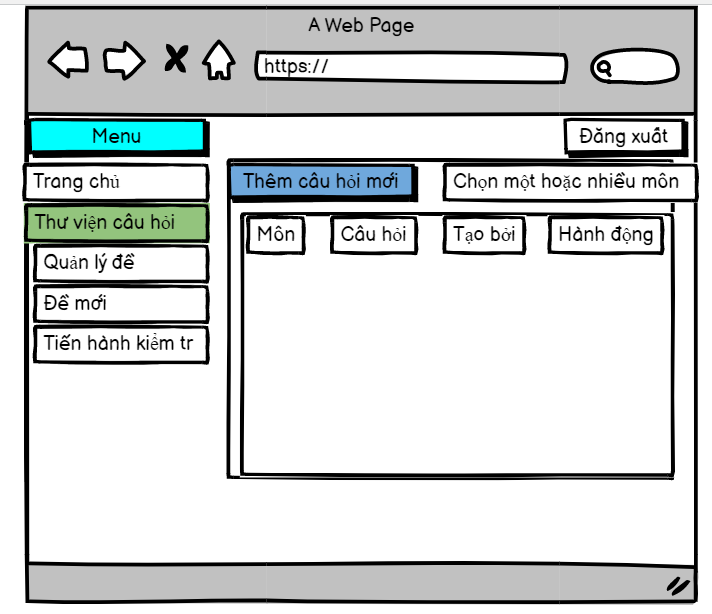 A Web Page
https://
Menu
Đăng xuất
Trang chủ
Thêm câu hỏi mới
Chọn một hoặc nhiều môn
Thư viện câu hỏi
Môn
Câu hỏi
Tạo bởi
Hành động
Quản lý đề
Đề mới
Tiến hành kiểm tr